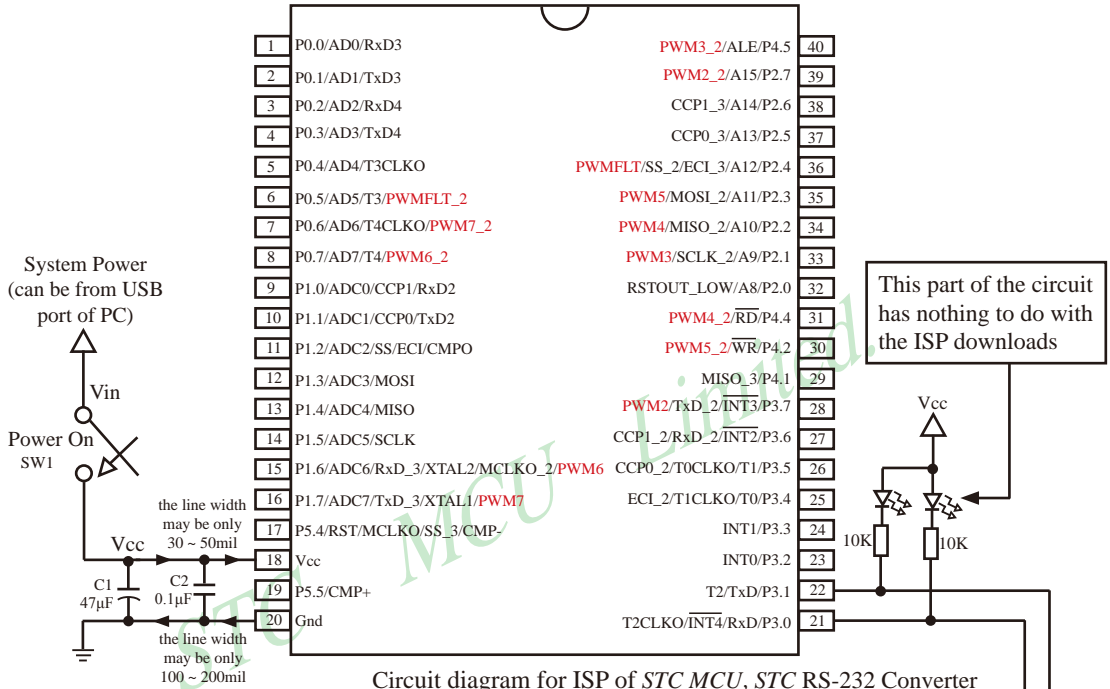 1 P0.0/AD0/RxD3
2 P0.1/AD1/TxD3
3 P0.2/AD2/RxD4
4 P0.3/AD3/TxD4
5 P0.4/AD4/T3CLKO
6 P0.5/AD5/T3/PWMFLT_2
7 P0.6/AD6/T4CLKO/PWM7_2
8 P0.7/AD7/T4/PWM6_2
9 P1.0/ADC0/CCP1/RxD2
10 P1.1/ADC1/CCP0/TxD2
11 P1.2/ADC2/SS/ECI/CMPO
12 P1.3/ADC3/MOSI
13 P1.4/ADC4/MISO
14 P1.5/ADC5/SCLK
15 P1.6/ADC6/RxD_3/XTAL2/MCLKO_2/PWM6
16 P1.7/ADC7/TxD_3/XTAL1/PWM7
17 P5.4/RST/MCLKO/SS_3/CMP-
18 Vcc
19 P5.5/CMP+
20 Gnd
PWM3_2/ALE/P4.5 40
PWM2_2/A15/P2.7 39
CCP1_3/A14/P2.6 38
CCP0_3/A13/P2.5 37
PWMFLT/SS_2/ECI_3/A12/P2.4 36
PWM5/MOSI_2/A11/P2.3 35
PWM4/MISO_2/A10/P2.2 34
PWM3/SCLK_2/A9/P2.1 33
RSTOUT_LOW/A8/P2.0 32
PWM4_2/RD/P4.4 31
PWM5_2/WR/P4.2 30
MISO_3/P4.1 29
PWM2/TxD_2/INT3/P3.7 28
CCP1_2/RxD_2/INT2/P3.6 27
CCP0_2/T0CLKO/T1/P3.5 26
ECI_2/T1CLKO/T0/P3.4 25
INT1/P3.3 24
INT0/P3.2 23
T2/TxD/P3.1 22
T2CLKO/INT4/RxD/P3.0 21
System Power
(can be from USB
port of PC)
Vin
Power On
SW1
the line width
may be only
30 ~ 50mil
Vcc
C1
47μF
C2
0.1μF
the line width
may be only
100 ~ 200mil
This part of the circuit
has nothing to do with
the ISP downloads
Vcc
10K
10K
STC MCU Limited.
Circuit diagram for ISP of STC MCU, STC RS-232 Converter